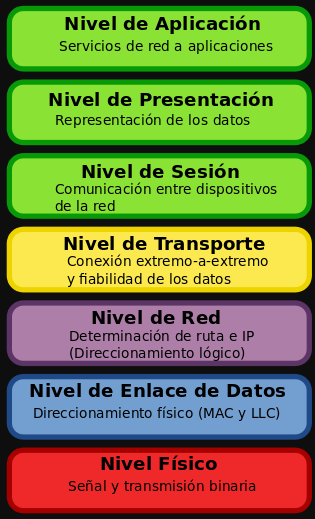 Nivel de Aplicación
Servicios de red a aplicaciones
Nivel de Presentación
Representación de los datos
Nivel de Sesión
Comunicación entre dispositivos
de la red
Nivel de Transporte
Conexión extremo-a-extremo
y fiabilidad de los datos
Nivel de Red
Determinación de ruta e IP
(Direccionamiento lógico)
Nivel de Enlace de Datos
Direccionamiento físico (MAC y LLC)
Nivel Físico
Señal y transmisión binaria